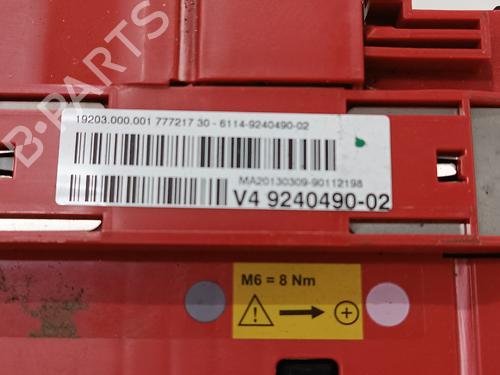 B-PARTS
19203.000.001 777217 30 - 6114-9240490-02
MA20130309-90112198
V4 9240490-02
M6 = 8 Nm